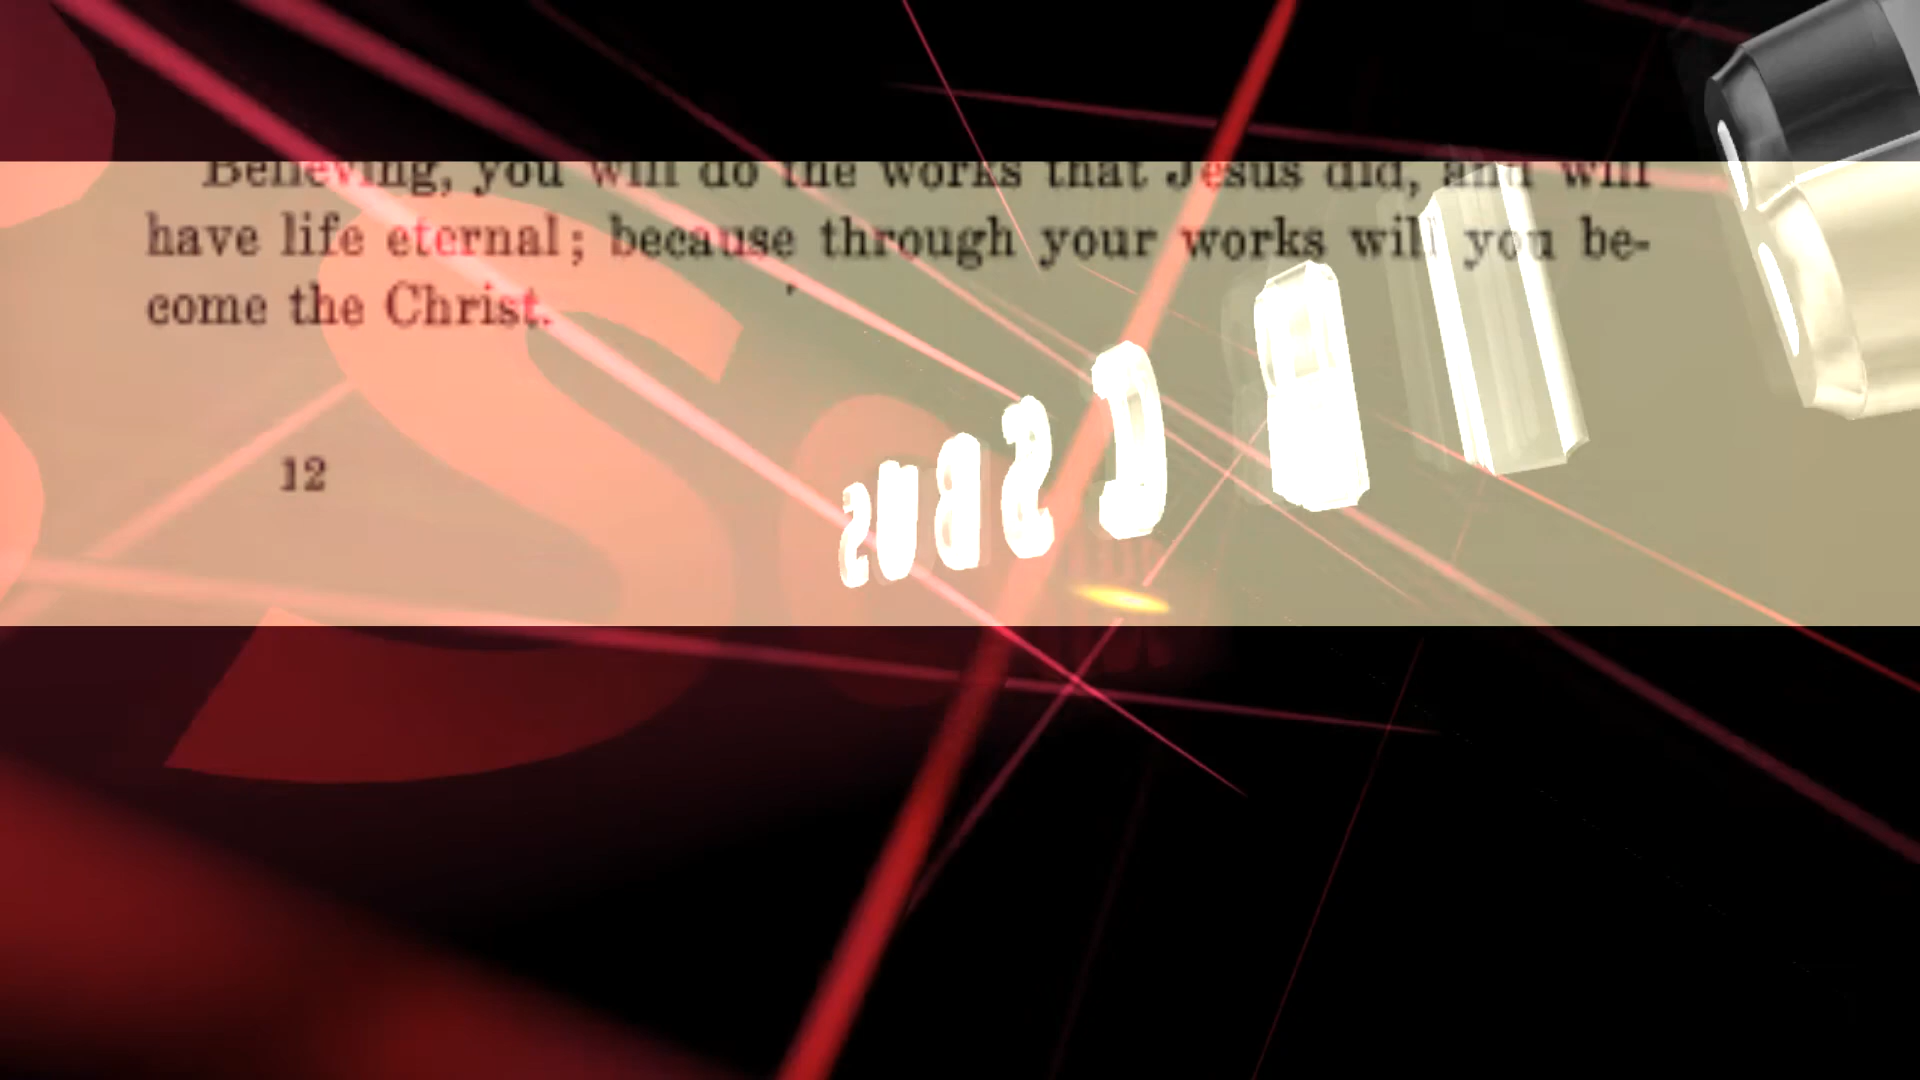 Believing, you will do the works that Jesus did, and will
have life eternal; because through your works will you be-
come the Christ.
12